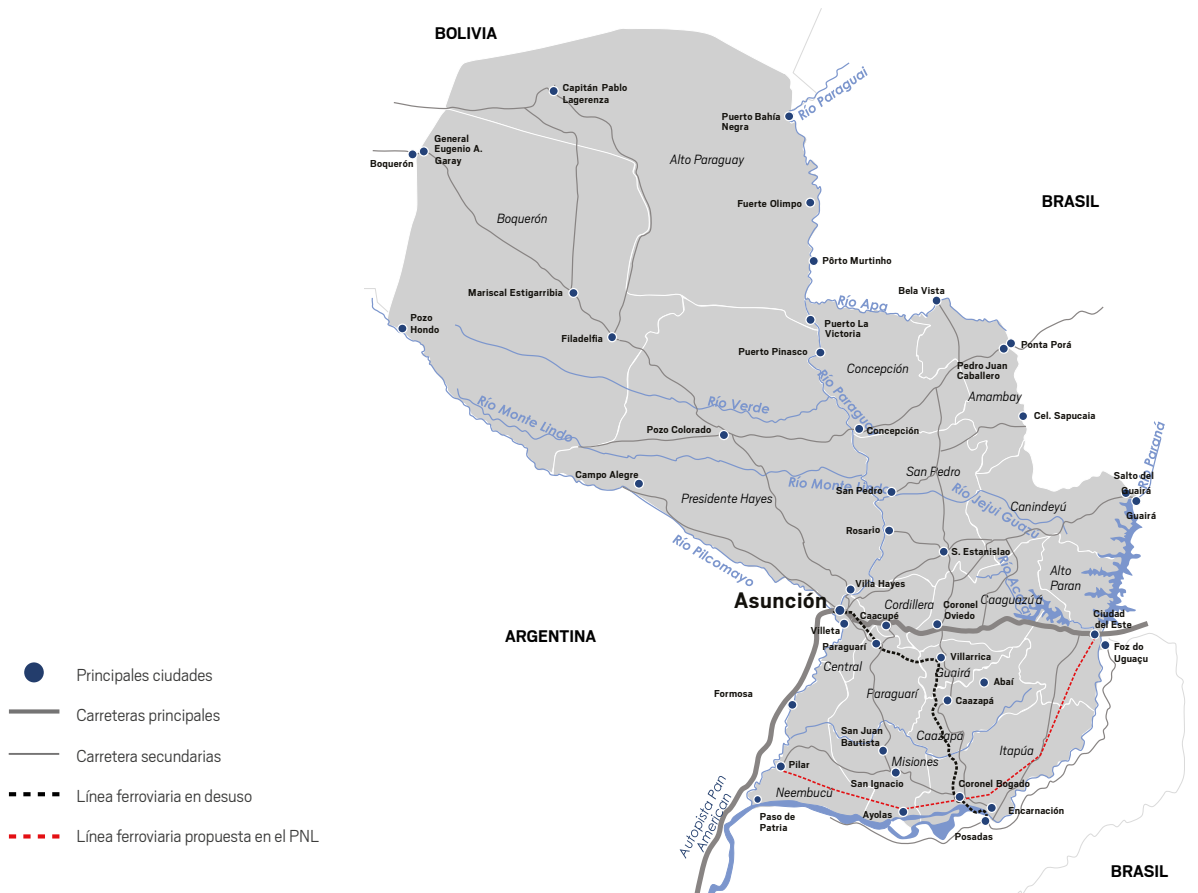 BOLIVIA
Capitán Pablo
Lagerenza
Río Paraguai
Puerto Bahía
Negra
General
Eugenio A.
Garay
Boquerón
Alto Paraguay
BRASIL
Fuerte Olimpo
Boquerón
Pôrto Murtinho
Mariscal Estigarribia
Bela Vista
Río Apa
Pozo
Hondo
Puerto La
Victoria
Filadelfia
Puerto Pinasco
Ponta Porá
Concepción
Pedro Juan
Caballero
Río Paraguay
Amambay
Río Verde
Río Monte Lindo
Cel. Sapucaia
Pozo Colorado
Concepción
Río Paraná
San Pedro
Campo Alegre
Salto del
Guairá
Río Monte Lindo
San Pedro
Río Jejui Guazu
Presidente Hayes
Canindeyú
Guairá
Rosario
Río Pilcomayo
S. Estanislao
Río Acaray
Alto
Paraná
Villa Hayes
Asunción
Cordillera
Coronel
Oviedo
Caaguazú
Caacupé
Ciudad
del Este
Villeta
ARGENTINA
Paraguarí
Villarrica
Foz do
Uguaçu
Central
Guairá
Abaí
Principales ciudades
Formosa
Paraguarí
Caazapá
Carreteras principales
San Juan
Bautista
Caazapá
Itapúa
Carretera secundarias
Pilar
Misiones
San Ignacio
Coronel Bogado
Línea ferroviaria en desuso
Neembucú
Encarnación
Paso de
Patria
Ayolas
Autopista Pan
American
Línea ferroviaria propuesta en el PNL
Posadas
BRASIL